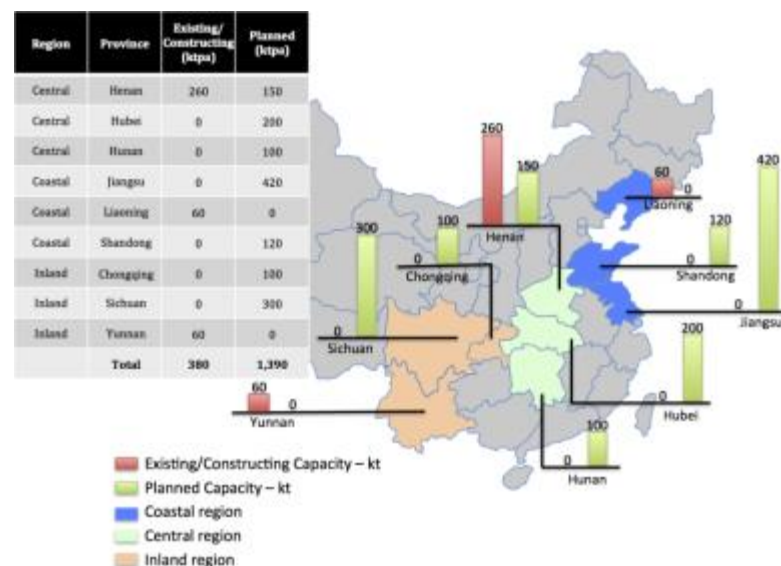 Region Province Existing/Constructing (ktpa) Planned (ktpa)
Central Henan 260 150
Central Hubei 0 200
Central Hunan 0 100
Coastal Jiangsu 0 420
Coastal Liaoning 60 0
Coastal Shandong 0 120
Inland Chongqing 0 100
Inland Sichuan 0 300
Inland Yunnan 60 0
Total 380 1,390
260
150
Henan
60
0
Liaoning
420
0
Jiangsu
120
0
Shandong
300
0
Sichuan
100
0
Chongqing
200
0
Hubei
60
0
Yunnan
100
0
Hunan
Existing/Constructing Capacity – kt
Planned Capacity – kt
Coastal region
Central region
Inland region